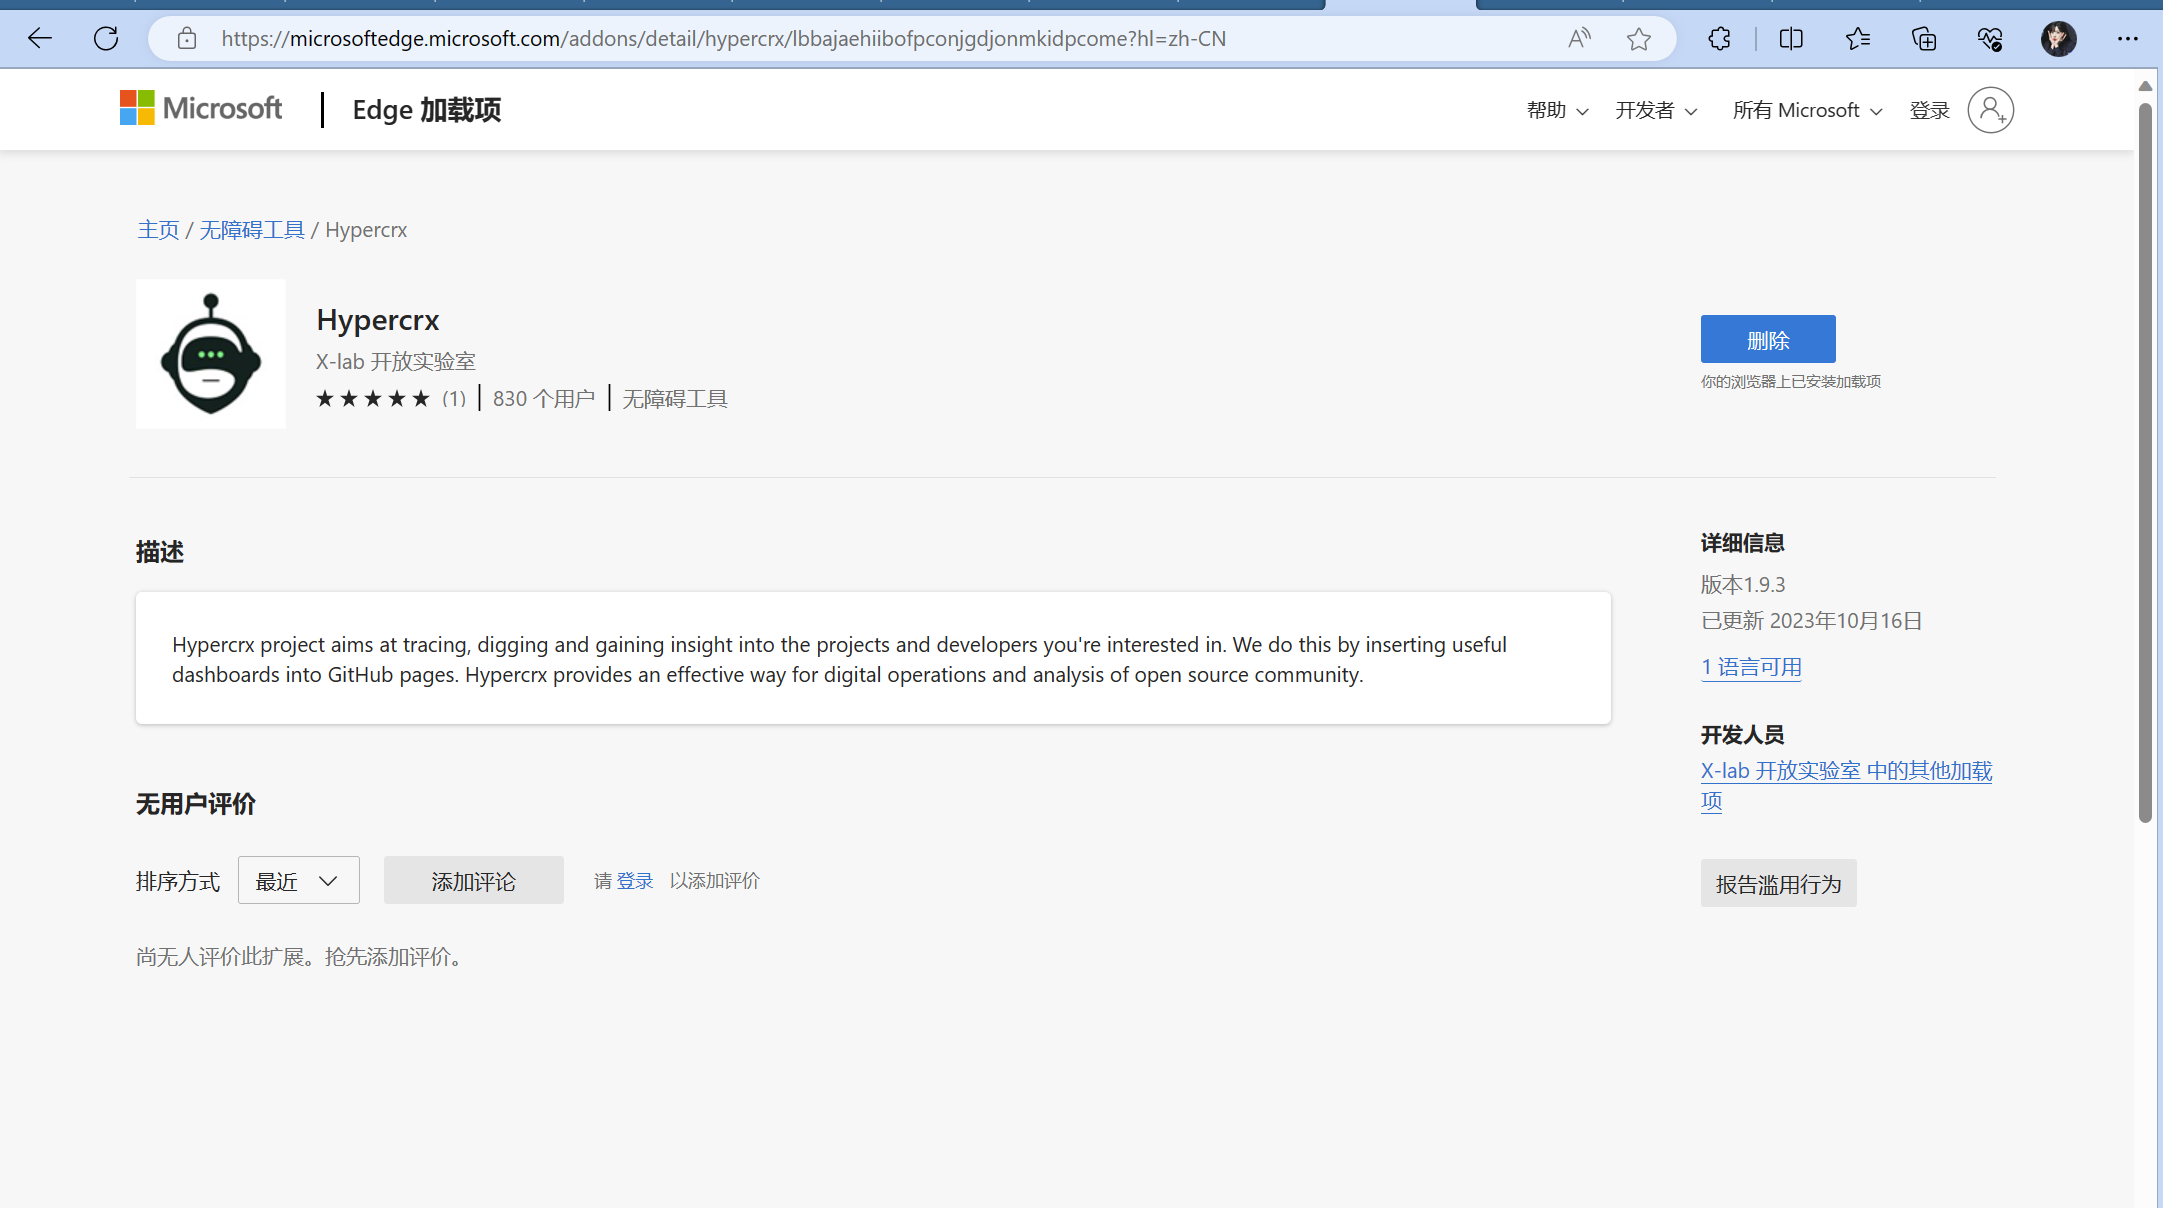 https://microsoftedge.microsoft.com/addons/detail/hypercrx/lbbajaehiibofpconjgdjonmkidpcome?hl=zh-CN
Microsoft | Edge 加载项 帮助 开发者 所有 Microsoft 登录
主页 / 无障碍工具 / Hypercrx
Hypercrx
X-lab 开放实验室
★★★★★ (1) | 830 个用户 | 无障碍工具
删除
你的浏览器上已安装加载项
描述
Hypercrx project aims at tracing, digging and gaining insight into the projects and developers you're interested in. We do this by inserting useful
dashboards into GitHub pages. Hypercrx provides an effective way for digital operations and analysis of open source community.
无用户评价
排序方式 最近 添加评论 请 登录 以添加评价
尚无人评价此扩展。抢先添加评价。
详细信息
版本1.9.3
已更新 2023年10月16日
1 语言可用
开发人员
X-lab 开放实验室 中的其他加载
项
报告滥用行为